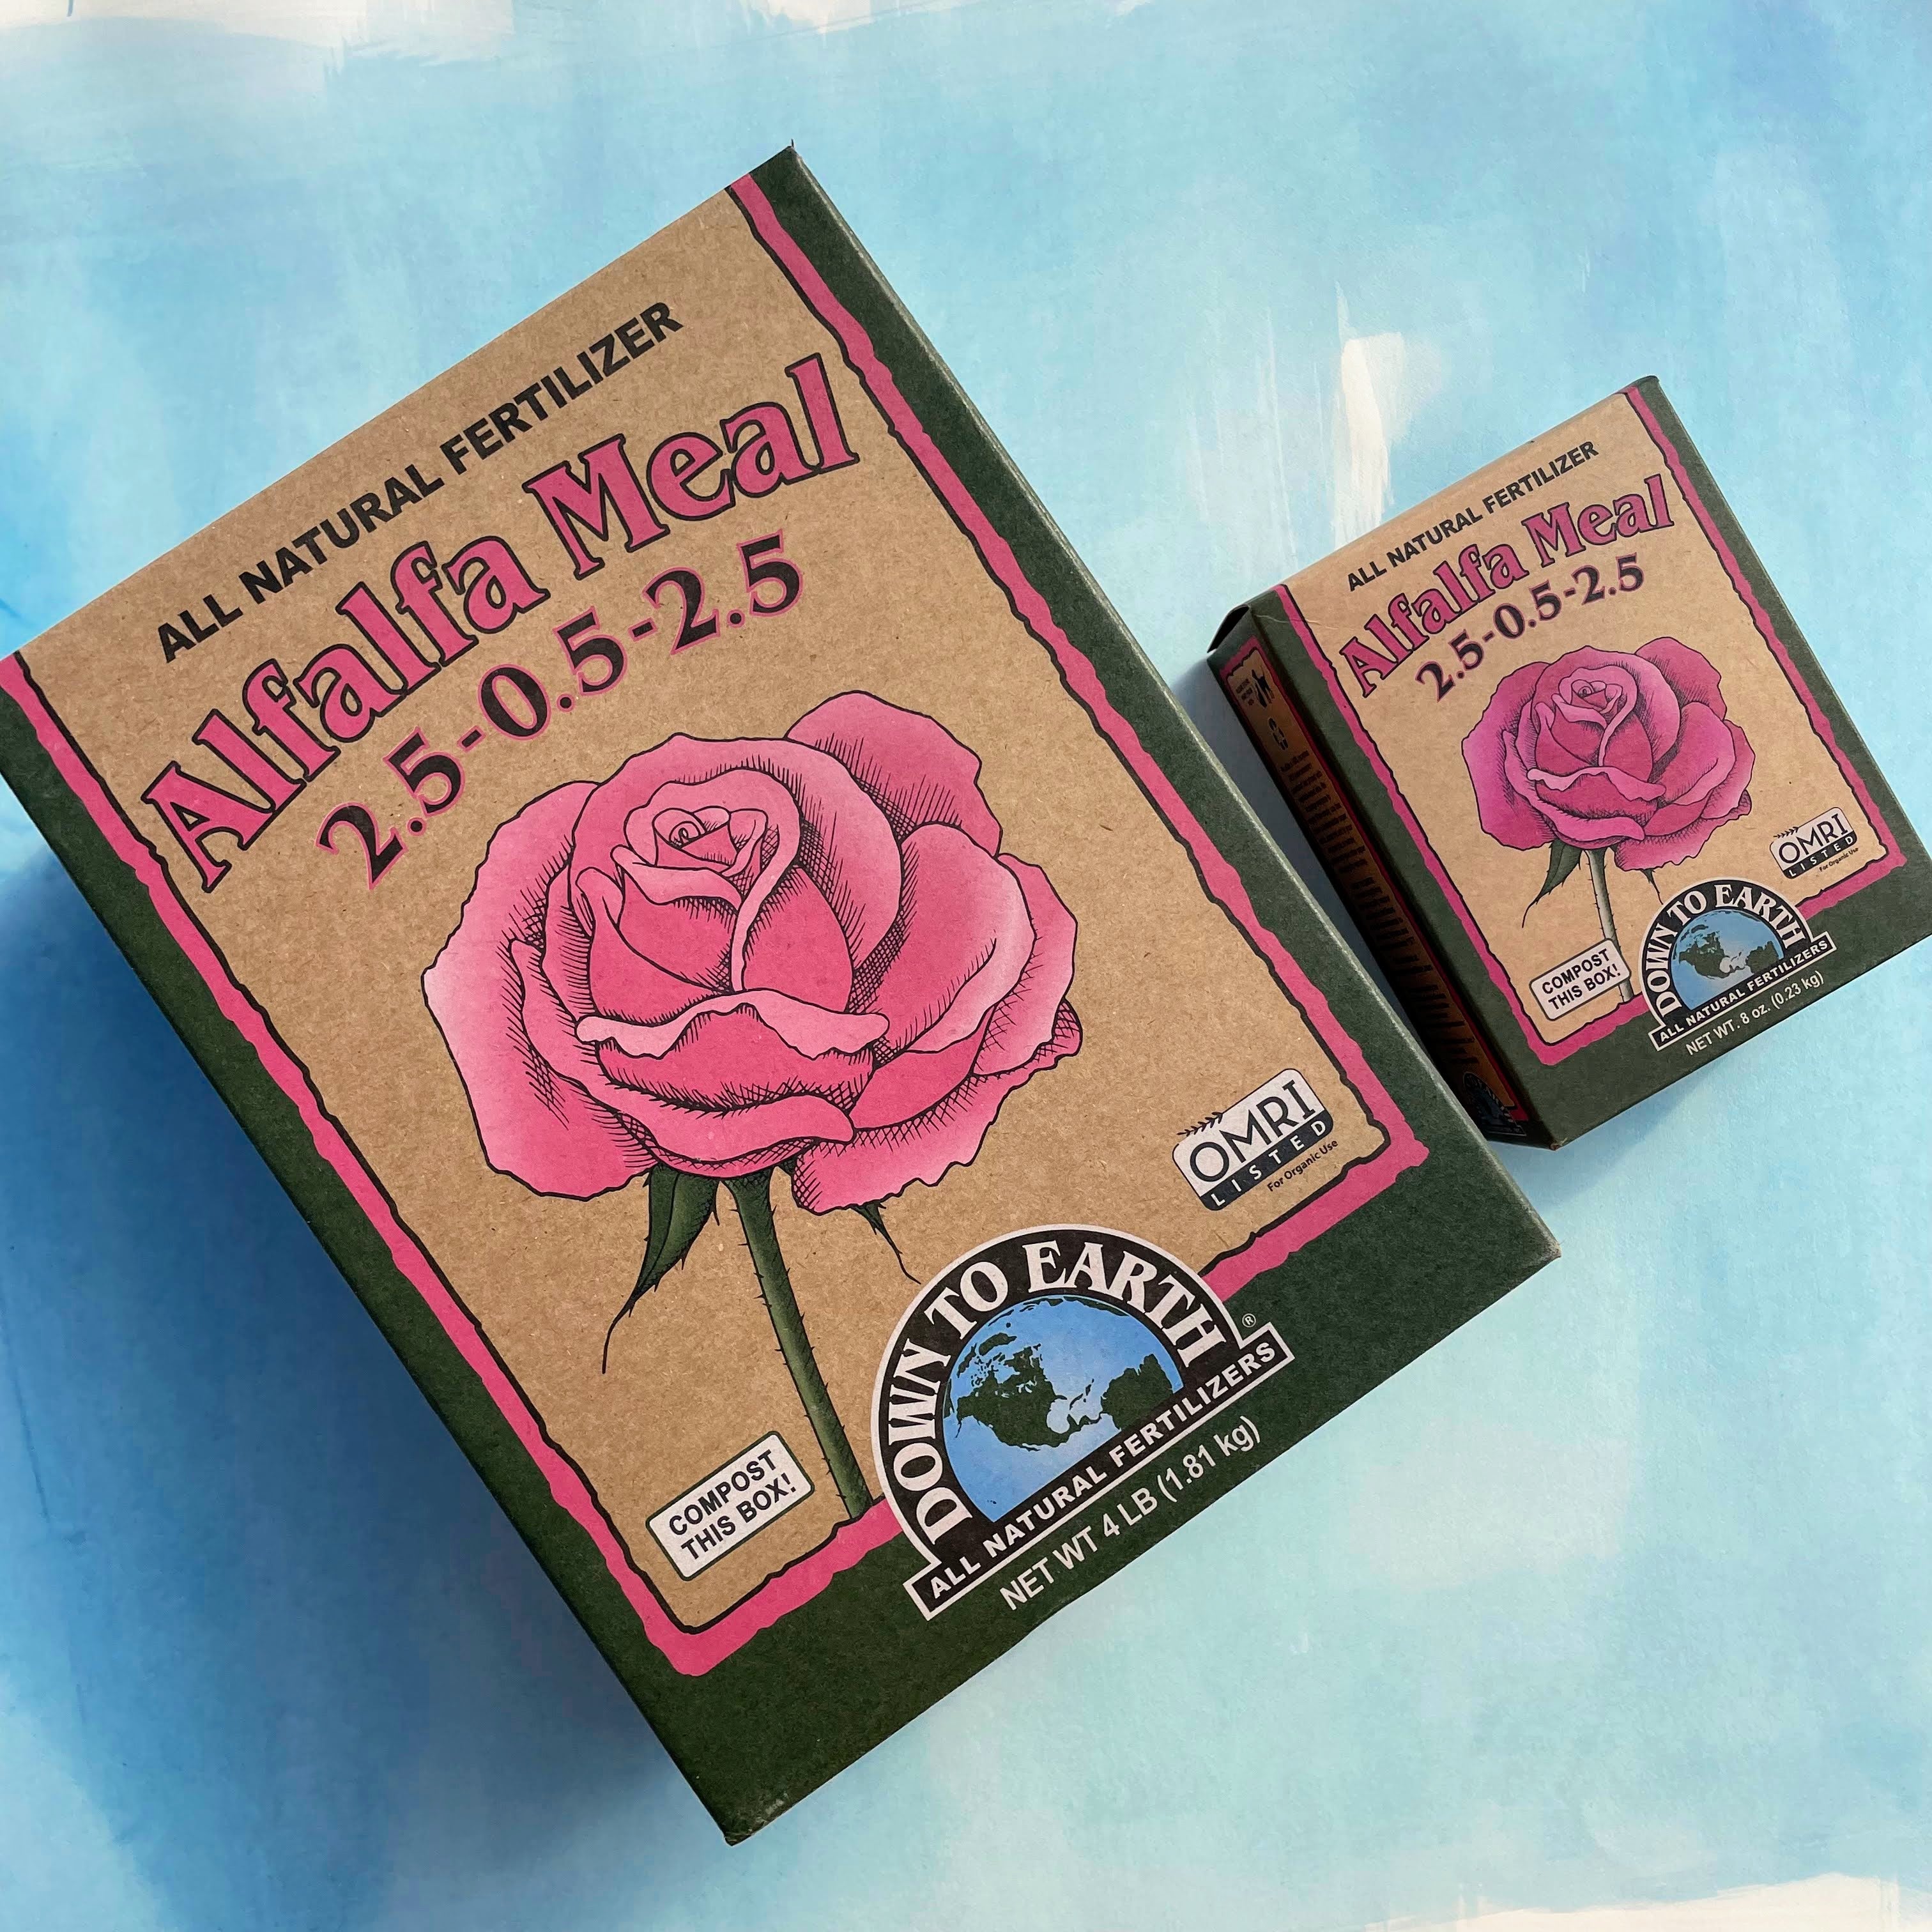 ALL NATURAL FERTILIZER
Alfalfa Meal
2.5-0.5-2.5
OMRI
LISTED
For Organic Use
COMPOST
THIS BOX!
DOWN TO EARTH
®
ALL NATURAL FERTILIZERS
NET WT 4 LB (1.81 kg)
ALL NATURAL FERTILIZER
Alfalfa Meal
2.5-0.5-2.5
OMRI
LISTED
For Organic Use
COMPOST
THIS BOX!
DOWN TO EARTH
ALL NATURAL FERTILIZERS
NET WT. 8 oz. (0.23 kg)